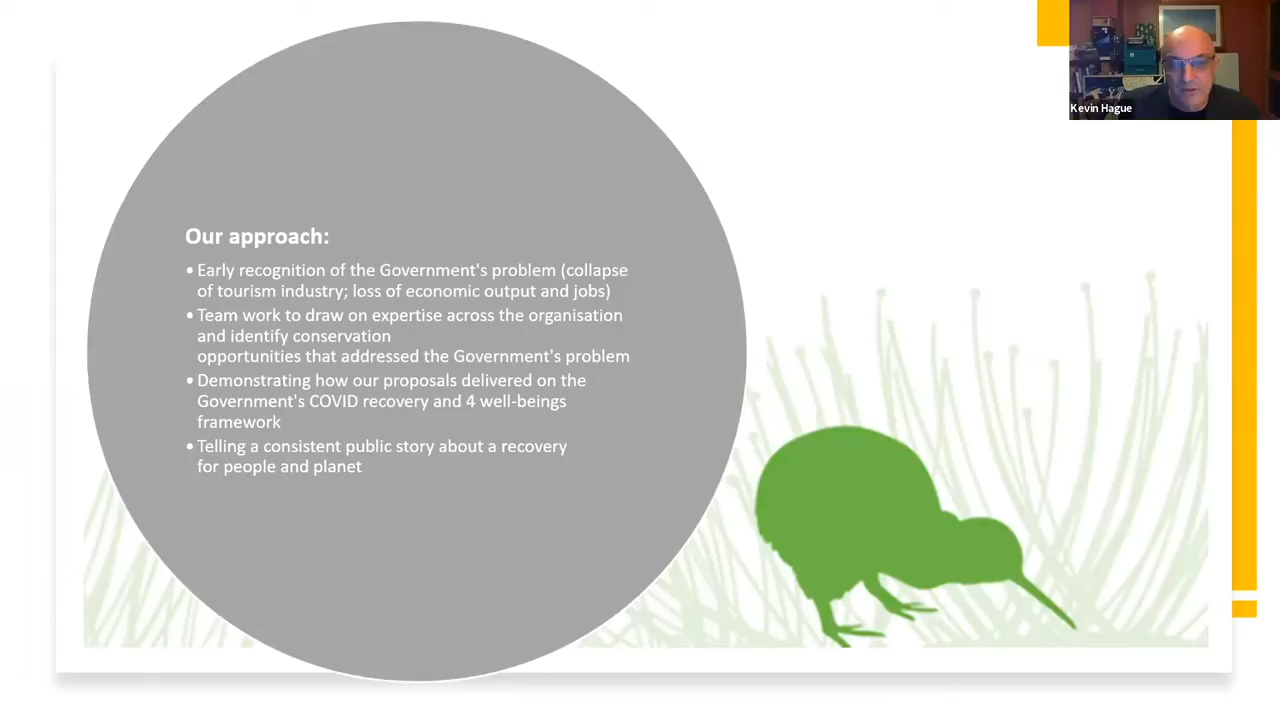 Kevin Hague
Our approach:
• Early recognition of the Government's problem (collapse
of tourism industry; loss of economic output and jobs)
• Team work to draw on expertise across the organisation
and identify conservation
opportunities that addressed the Government's problem
• Demonstrating how our proposals delivered on the
Government's COVID recovery and 4 well-beings
framework
• Telling a consistent public story about a recovery
for people and planet